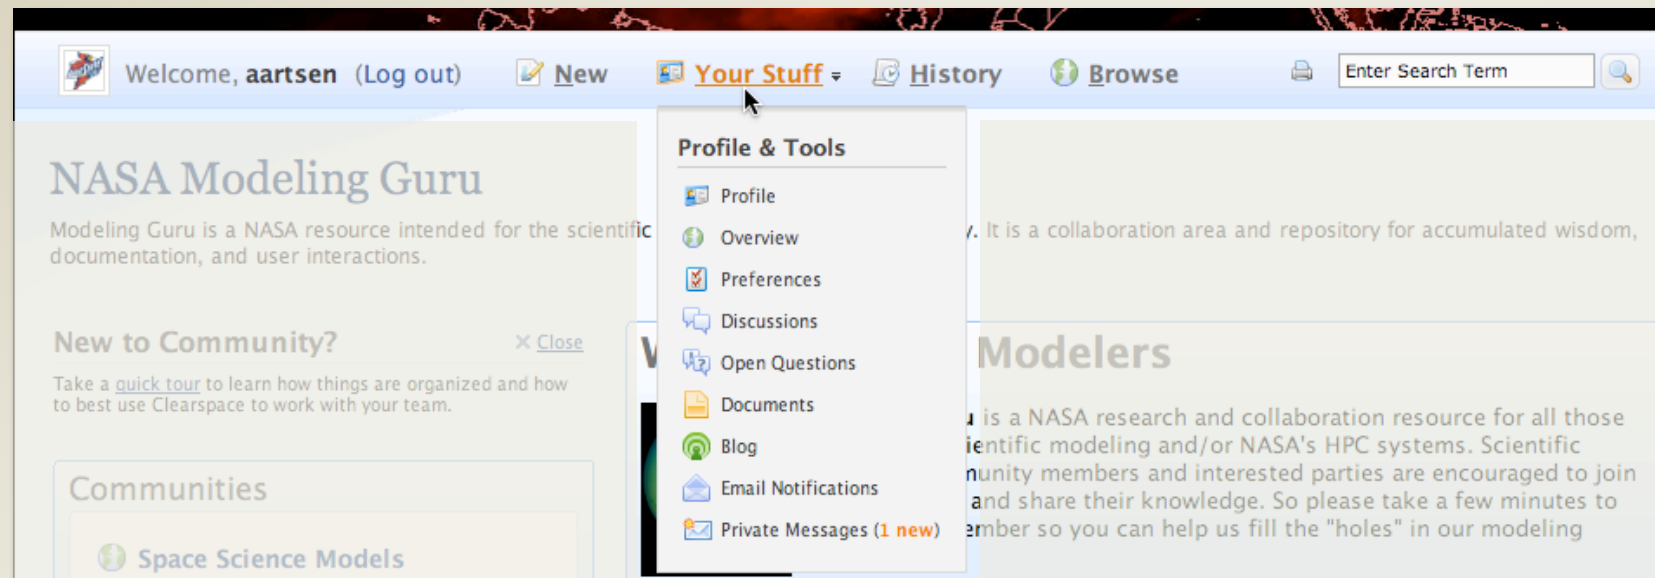 Welcome, aartsen (Log out) New Your Stuff History Browse Enter Search Term
Profile & Tools
Profile
Overview
Preferences
Discussions
Open Questions
Documents
Blog
Email Notifications
Private Messages (1 new)
NASA Modeling Guru
Modeling Guru is a NASA resource intended for the scientific y. It is a collaboration area and repository for accumulated wisdom,
documentation, and user interactions.
New to Community? Close
Take a quick tour to learn how things are organized and how
to best use Clearspace to work with your team.
Communities
Space Science Models
W Modelers
u is a NASA research and collaboration resource for all those
ientific modeling and/or NASA's HPC systems. Scientific
munity members and interested parties are encouraged to join
and share their knowledge. So please take a few minutes to
ember so you can help us fill the "holes" in our modeling